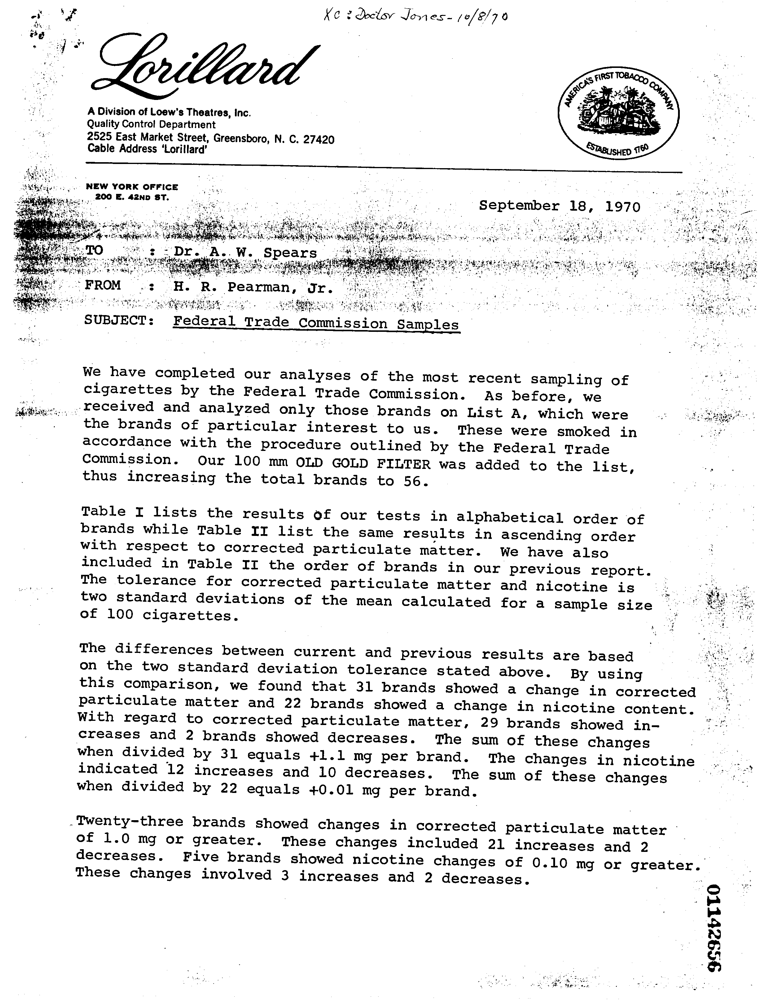 XC: Doctor Jones - 10/8/70
Lorillard
AMERICA'S FIRST TOBACCO COMPANY
ESTABLISHED 1760
A Division of Loew's Theatres, Inc.
Quality Control Department
2525 East Market Street, Greensboro, N. C. 27420
Cable Address 'Lorillard'
NEW YORK OFFICE
200 E. 42ND ST.
September 18, 1970
TO : Dr. A. W. Spears
FROM : H. R. Pearman, Jr.
SUBJECT: Federal Trade Commission Samples
We have completed our analyses of the most recent sampling of
cigarettes by the Federal Trade Commission. As before, we
received and analyzed only those brands on List A, which were
the brands of particular interest to us. These were smoked in
accordance with the procedure outlined by the Federal Trade
Commission. Our 100 mm OLD GOLD FILTER was added to the list,
thus increasing the total brands to 56.
Table I lists the results of our tests in alphabetical order of
brands while Table II list the same results in ascending order
with respect to corrected particulate matter. We have also
included in Table II the order of brands in our previous report.
The tolerance for corrected particulate matter and nicotine is
two standard deviations of the mean calculated for a sample size
of 100 cigarettes.
The differences between current and previous results are based
on the two standard deviation tolerance stated above. By using
this comparison, we found that 31 brands showed a change in corrected
particulate matter and 22 brands showed a change in nicotine content.
With regard to corrected particulate matter, 29 brands showed in-
creases and 2 brands showed decreases. The sum of these changes
when divided by 31 equals +1.1 mg per brand. The changes in nicotine
indicated 12 increases and 10 decreases. The sum of these changes
when divided by 22 equals +0.01 mg per brand.
Twenty-three brands showed changes in corrected particulate matter
of 1.0 mg or greater. These changes included 21 increases and 2
decreases. Five brands showed nicotine changes of 0.10 mg or greater.
These changes involved 3 increases and 2 decreases.
01142656